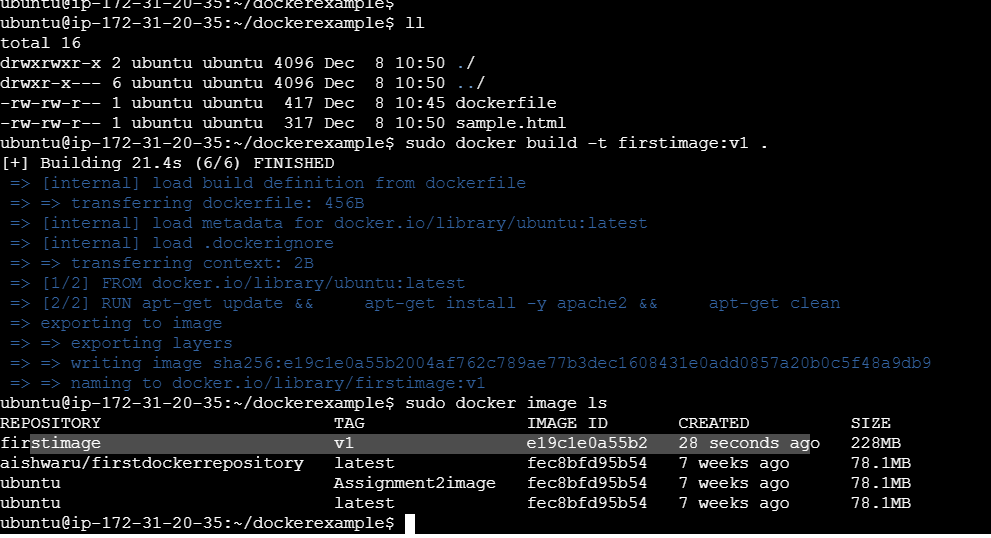 ubuntu@ip-172-31-20-35:~/dockerexample$
ubuntu@ip-172-31-20-35:~/dockerexample$ ll
total 16
drwxrwxr-x 2 ubuntu ubuntu 4096 Dec  8 10:50 ./
drwxr-x--- 6 ubuntu ubuntu 4096 Dec  8 10:50 ../
-rw-rw-r-- 1 ubuntu ubuntu  417 Dec  8 10:45 dockerfile
-rw-rw-r-- 1 ubuntu ubuntu  317 Dec  8 10:50 sample.html
ubuntu@ip-172-31-20-35:~/dockerexample$ sudo docker build -t firstimage:v1 .
[+] Building 21.4s (6/6) FINISHED
 => [internal] load build definition from dockerfile
 => => transferring dockerfile: 456B
 => [internal] load metadata for docker.io/library/ubuntu:latest
 => [internal] load .dockerignore
 => => transferring context: 2B
 => [1/2] FROM docker.io/library/ubuntu:latest
 => [2/2] RUN apt-get update &&     apt-get install -y apache2 &&     apt-get clean
 => exporting to image
 => => exporting layers
 => => writing image sha256:e19c1e0a55b2004af762c789ae77b3dec1608431e0add0857a20b0c5f48a9db9
 => => naming to docker.io/library/firstimage:v1
ubuntu@ip-172-31-20-35:~/dockerexample$ sudo docker image ls
REPOSITORY                       TAG                IMAGE ID       CREATED          SIZE
firstimage                       v1                 e19c1e0a55b2   28 seconds ago   228MB
aishwaru/firstdockerrepository   latest             fec8bfd95b54   7 weeks ago      78.1MB
ubuntu                           Assignment2image   fec8bfd95b54   7 weeks ago      78.1MB
ubuntu                           latest             fec8bfd95b54   7 weeks ago      78.1MB
ubuntu@ip-172-31-20-35:~/dockerexample$